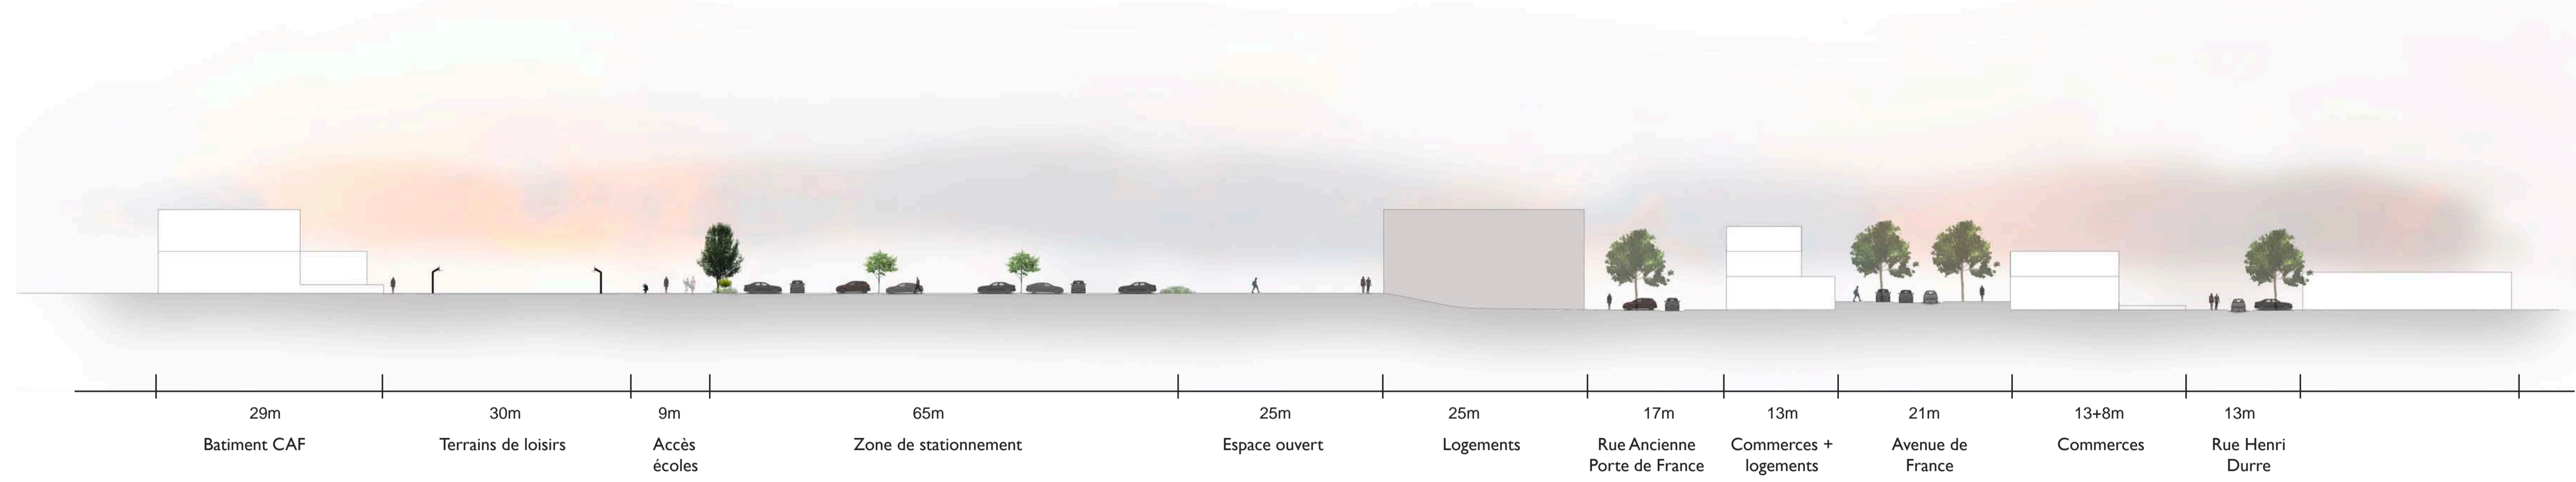 29m
30m
9m
65m
25m
25m
17m
13m
21m
13+8m
13m
Batiment CAF
Terrains de loisirs
Accès
écoles
Zone de stationnement
Espace ouvert
Logements
Rue Ancienne
Porte de France
Commerces +
logements
Avenue de
France
Commerces
Rue Henri
Durre